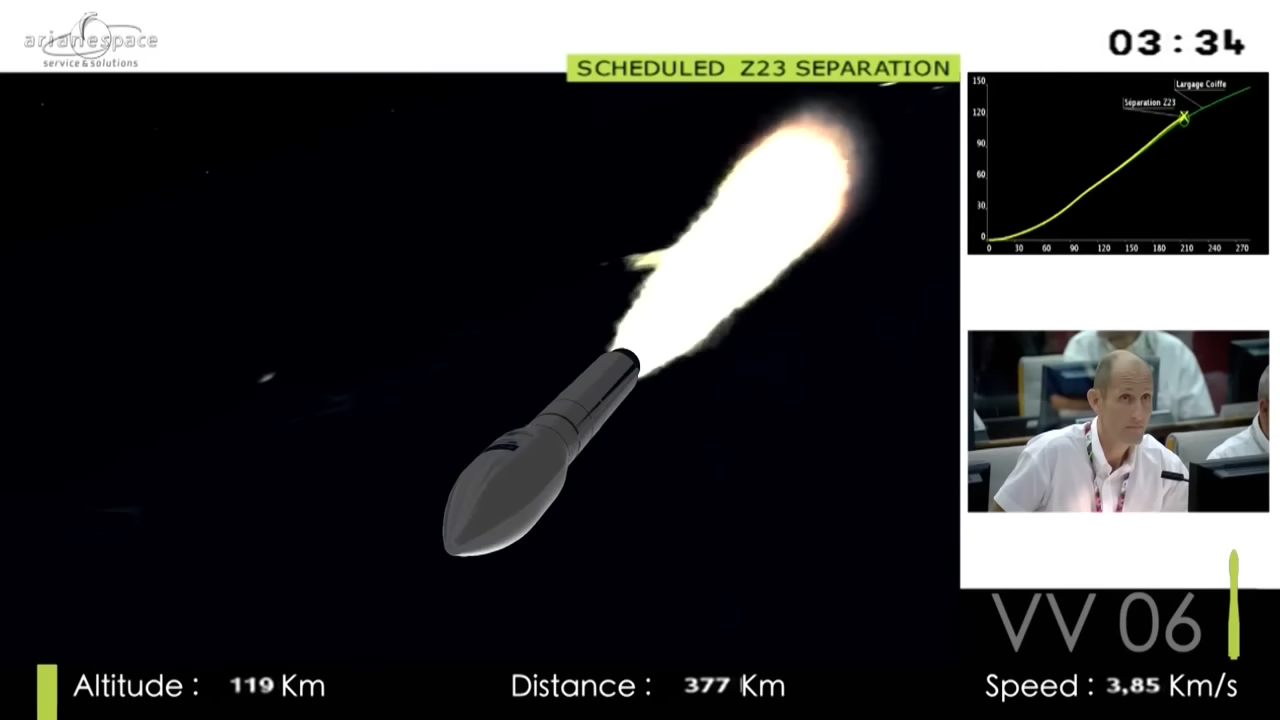 arianespace
service & solutions
03:34
SCHEDULED Z23 SEPARATION
150
120
90
60
30
0
Largage Coiffe
Séparation Z23
0 30 60 90 120 150 180 210 240 270
VV 06
Altitude : 119 Km
Distance : 377 Km
Speed : 3,85 Km/s